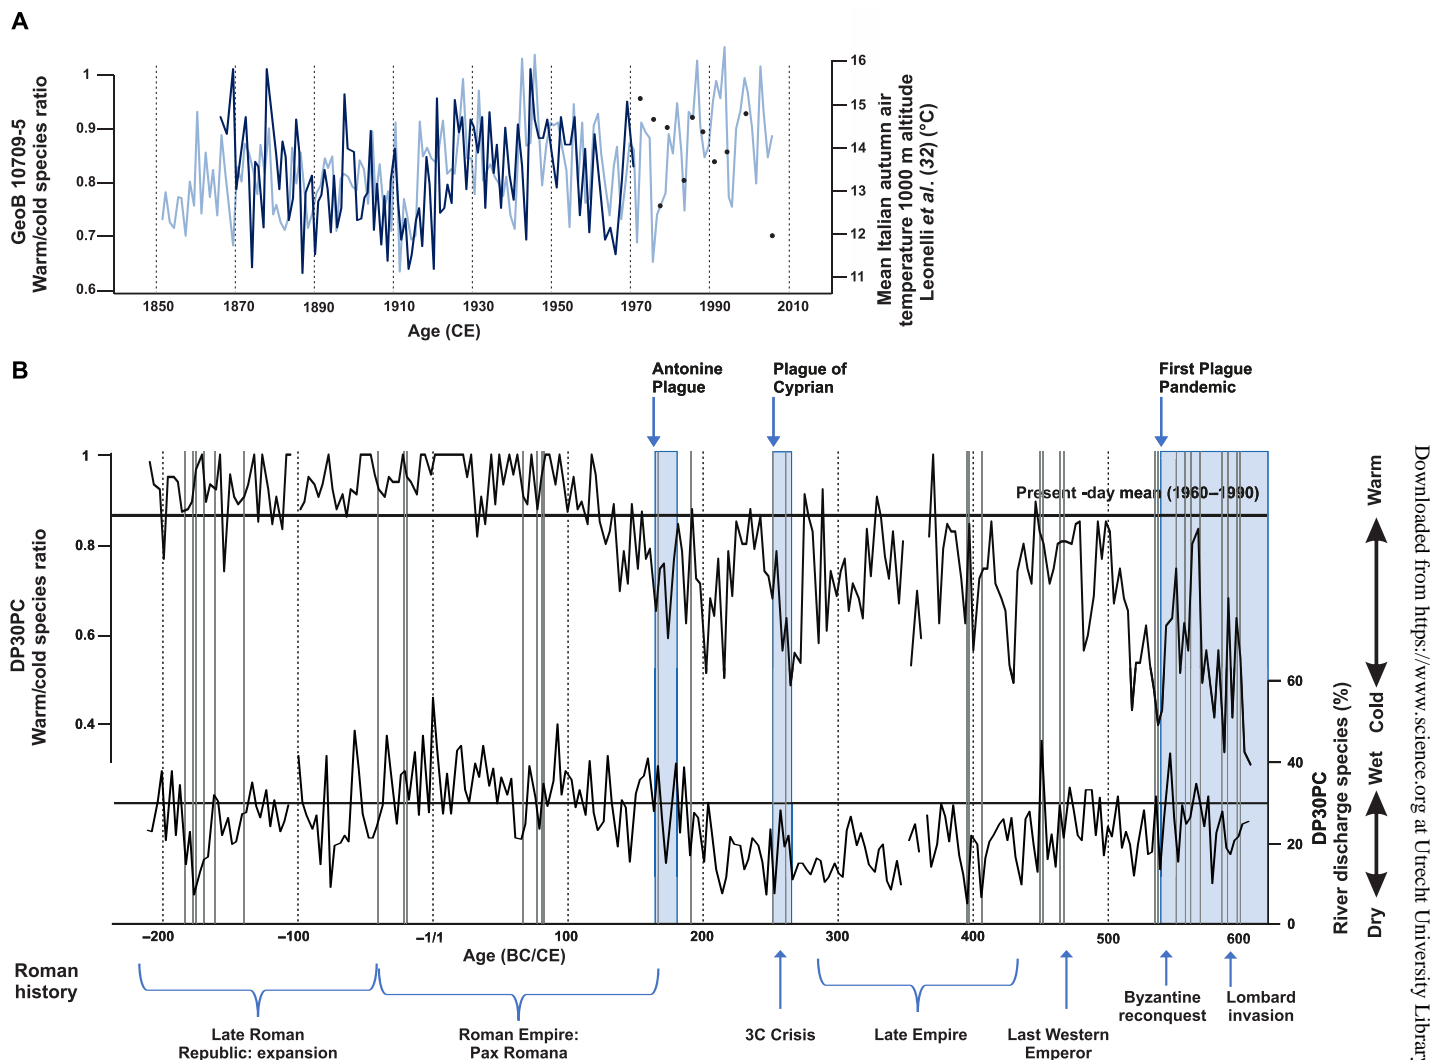 A
GeoB 10709-5
Warm/cold species ratio
1
0.9
0.8
0.7
0.6
16
15
14
13
12
11
Mean Italian autumn air
temperature 1000 m altitude
Leonelli et al. (32) (°C)
1850
1870
1890
1910
1930
1950
1970
1990
2010
Age (CE)
B
Antonine
Plague
Plague of
Cyprian
First Plague
Pandemic
DP30PC
Warm/cold species ratio
1
0.8
0.6
0.4
Present -day mean (1960–1990)
60
40
20
0
DP30PC
River discharge species (%)
Warm
Cold
Wet
Dry
–200
–100
–1/1
100
200
300
400
500
600
Age (BC/CE)
Roman
history
Late Roman
Republic: expansion
Roman Empire:
Pax Romana
3C Crisis
Late Empire
Last Western
Emperor
Byzantine
reconquest
Lombard
invasion
Downloaded from https://www.science.org at Utrecht University Library